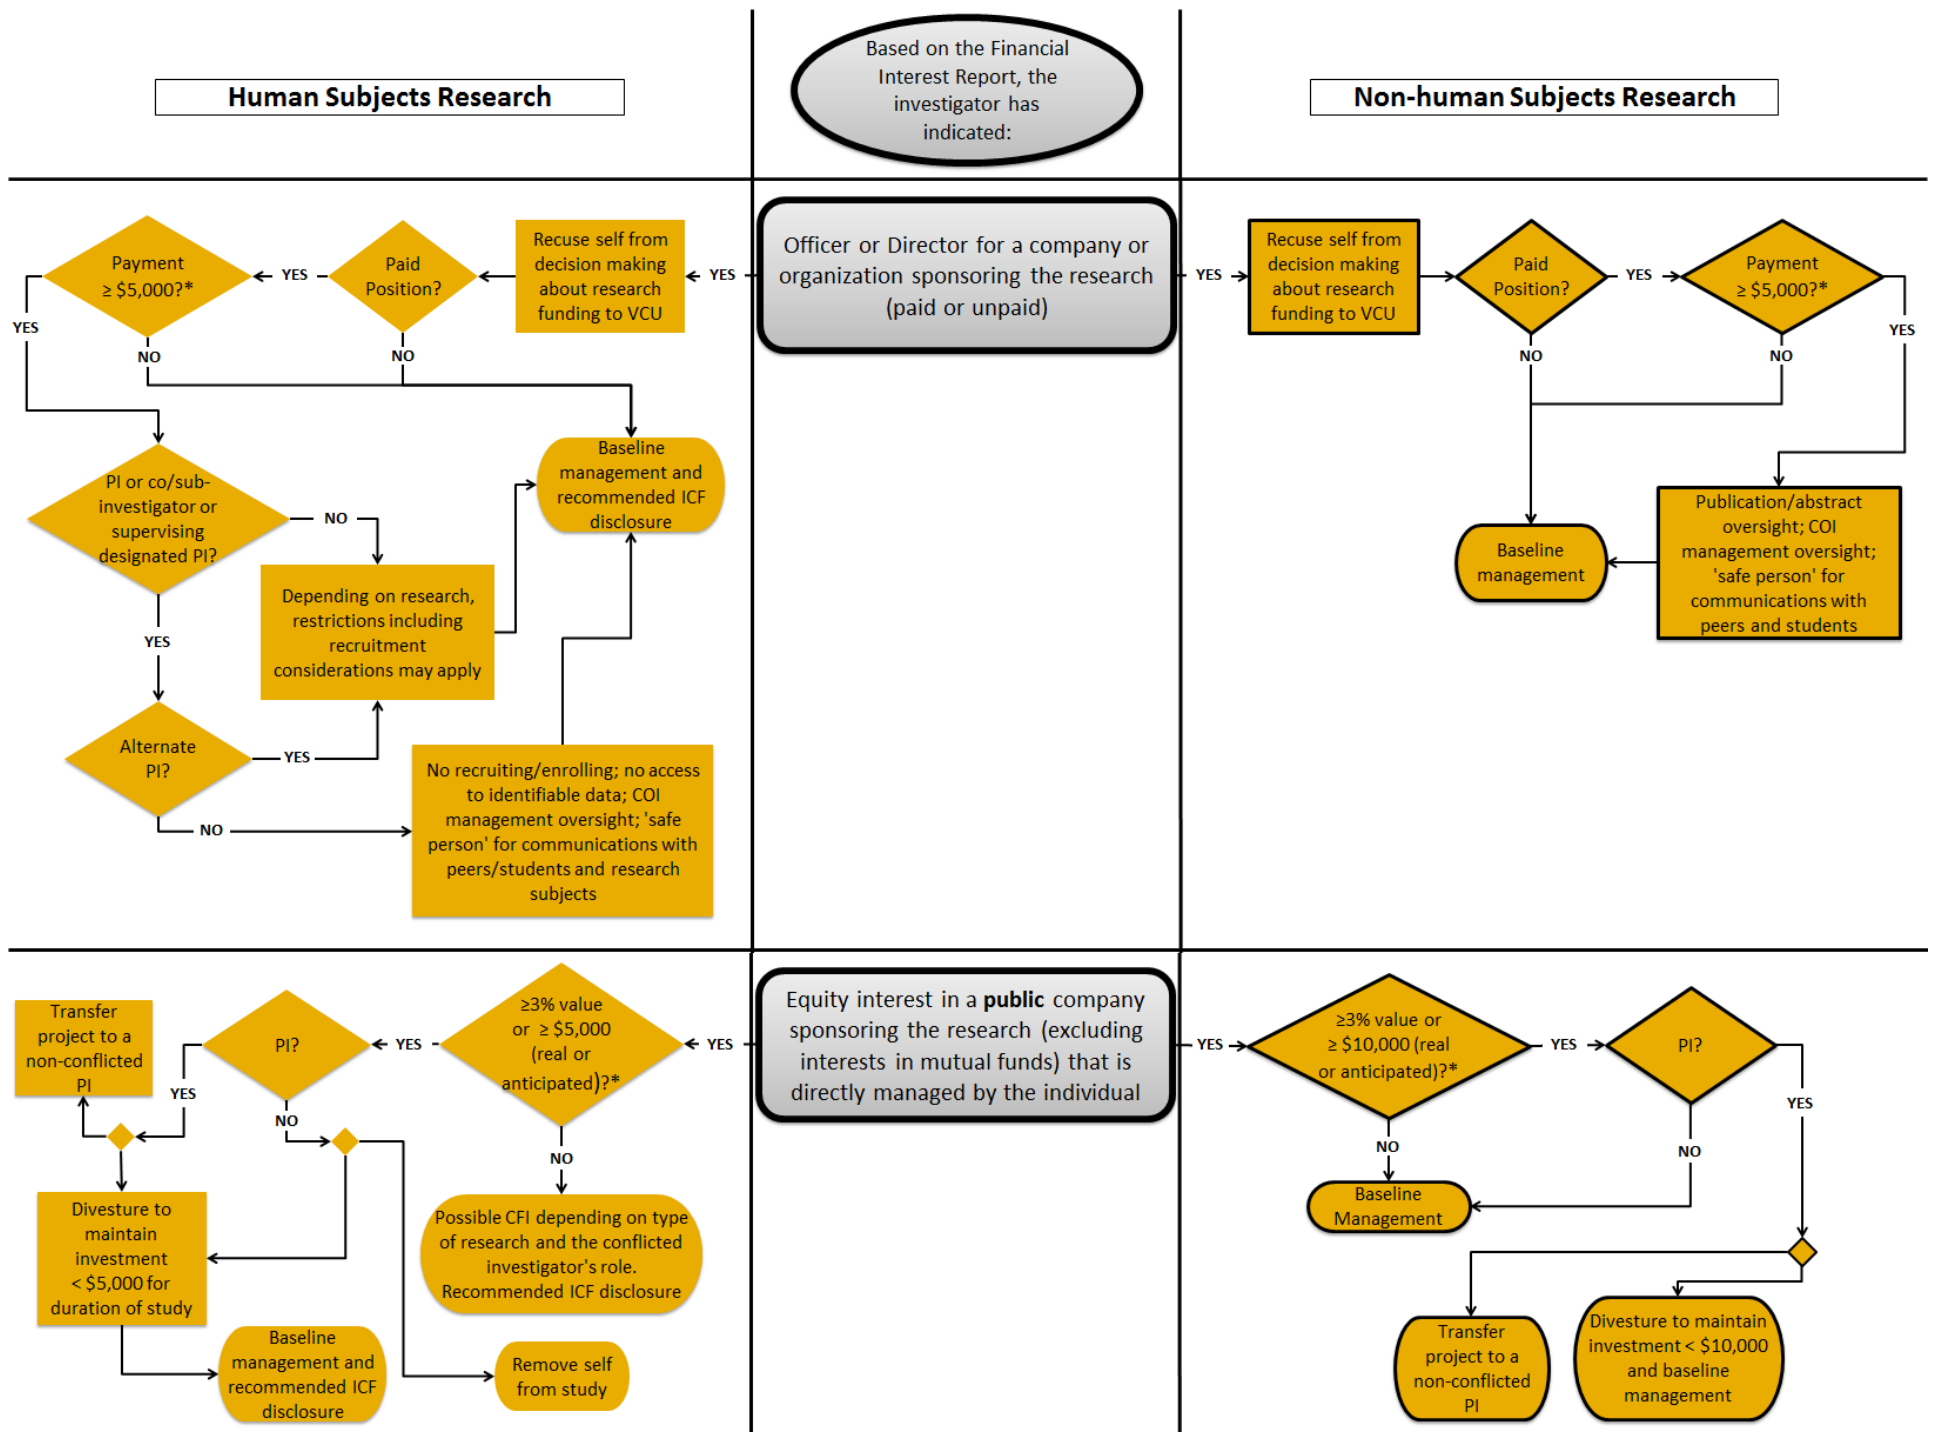 Human Subjects Research
Based on the Financial
Interest Report, the
investigator has
indicated:
Non-human Subjects Research
Payment
≥ $5,000?*
YES
Paid
Position?
Recuse self from
decision making
about research
funding to VCU
YES
Officer or Director for a company or
organization sponsoring the research
(paid or unpaid)
YES
Recuse self from
decision making
about research
funding to VCU
Paid
Position?
YES
Payment
≥ $5,000?*
YES
NO
NO
NO
NO
YES
PI or co/sub-
investigator or
supervising
designated PI?
NO
Baseline
management and
recommended ICF
disclosure
Depending on research,
restrictions including
recruitment
considerations may apply
YES
Alternate
PI?
YES
NO
No recruiting/enrolling; no access
to identifiable data; COI
management oversight; 'safe
person' for communications with
peers/students and research
subjects
Baseline
management
Publication/abstract
oversight; COI
management oversight;
'safe person' for
communications with
peers and students
Transfer
project to a
non-conflicted
PI
YES
PI?
YES
≥3% value
or ≥ $5,000
(real or
anticipated)?*
YES
Equity interest in a public company
sponsoring the research (excluding
interests in mutual funds) that is
directly managed by the individual
YES
≥3% value or
≥ $10,000 (real
or anticipated)?*
YES
PI?
YES
NO
NO
NO
NO
Divesture to
maintain
investment
< $5,000 for
duration of study
Possible CFI depending on type
of research and the conflicted
investigator's role.
Recommended ICF disclosure
Baseline
management and
recommended ICF
disclosure
Remove self
from study
Baseline
Management
Transfer
project to a
non-conflicted
PI
Divesture to maintain
investment < $10,000
and baseline
management